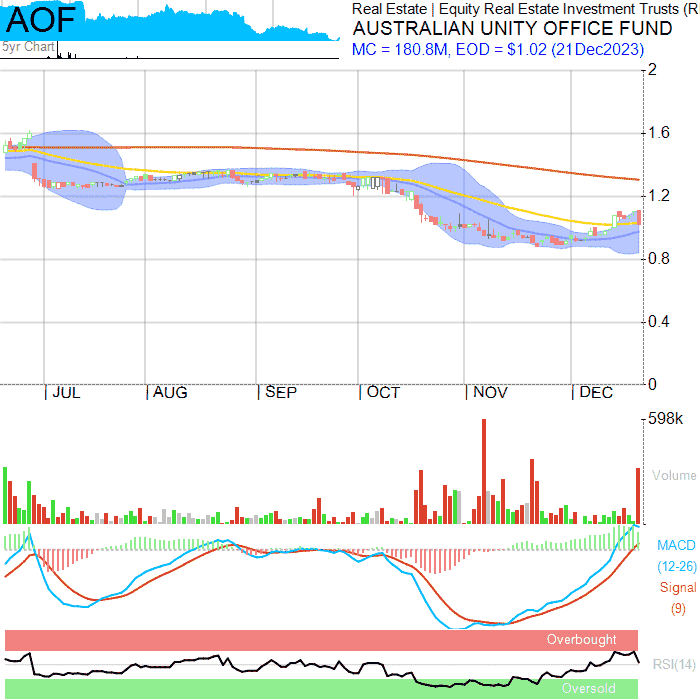 AOF
5yr Chart
Real Estate | Equity Real Estate Investment Trusts (R
AUSTRALIAN UNITY OFFICE FUND
MC = 180.8M, EOD = $1.02 (21Dec2023)
2
1.6
1.2
0.8
0.4
0
JUL AUG SEP OCT NOV DEC
598k
Volume
MACD
(12-26)
Signal
(9)
Overbought
RSI(14)
Oversold